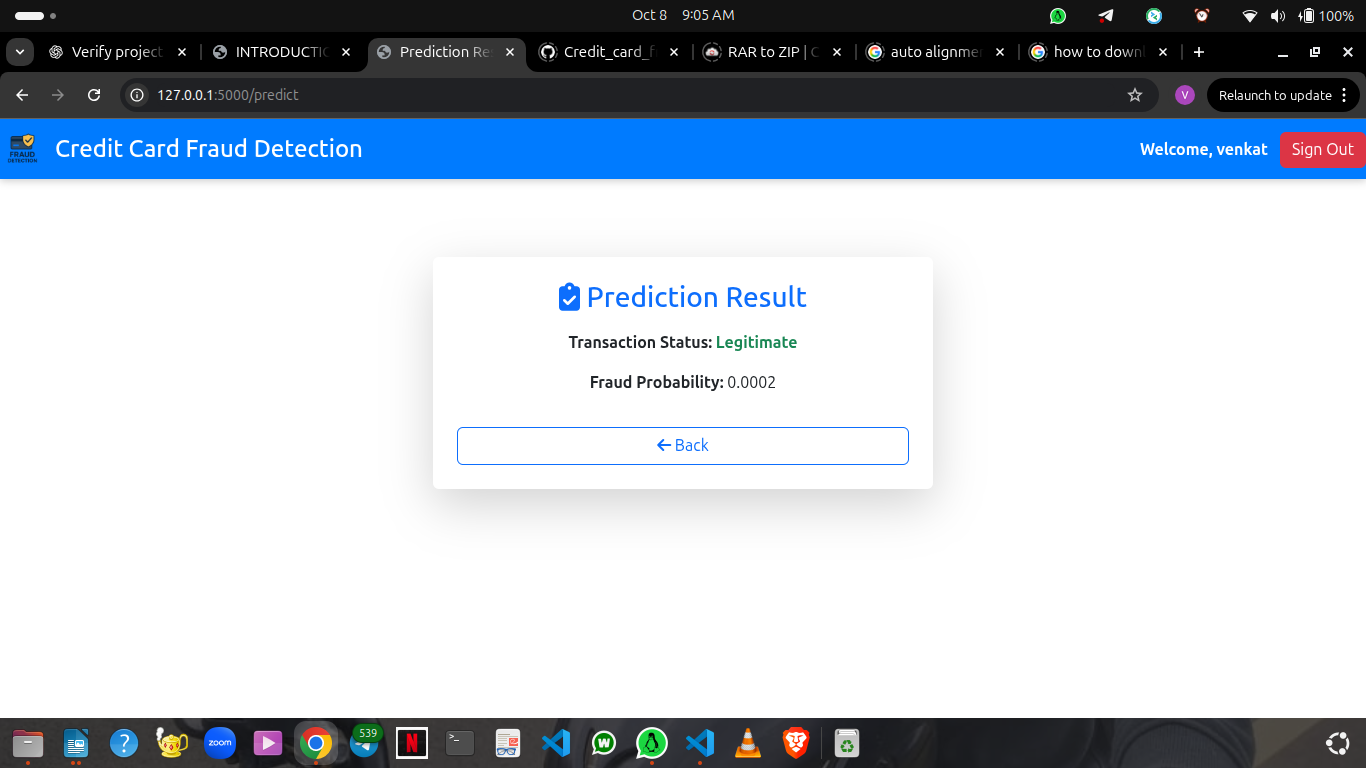 Oct 8 9:05 AM
100%
Verify project
INTRODUCTIO
Prediction Re
Credit_card_f
RAR to ZIP | C
auto alignme
how to downl
127.0.0.1:5000/predict
V
Relaunch to update
FRAUD
DETECTION
Credit Card Fraud Detection
Welcome, venkat
Sign Out
Prediction Result
Transaction Status: Legitimate
Fraud Probability: 0.0002
Back
539
zoom
N
W